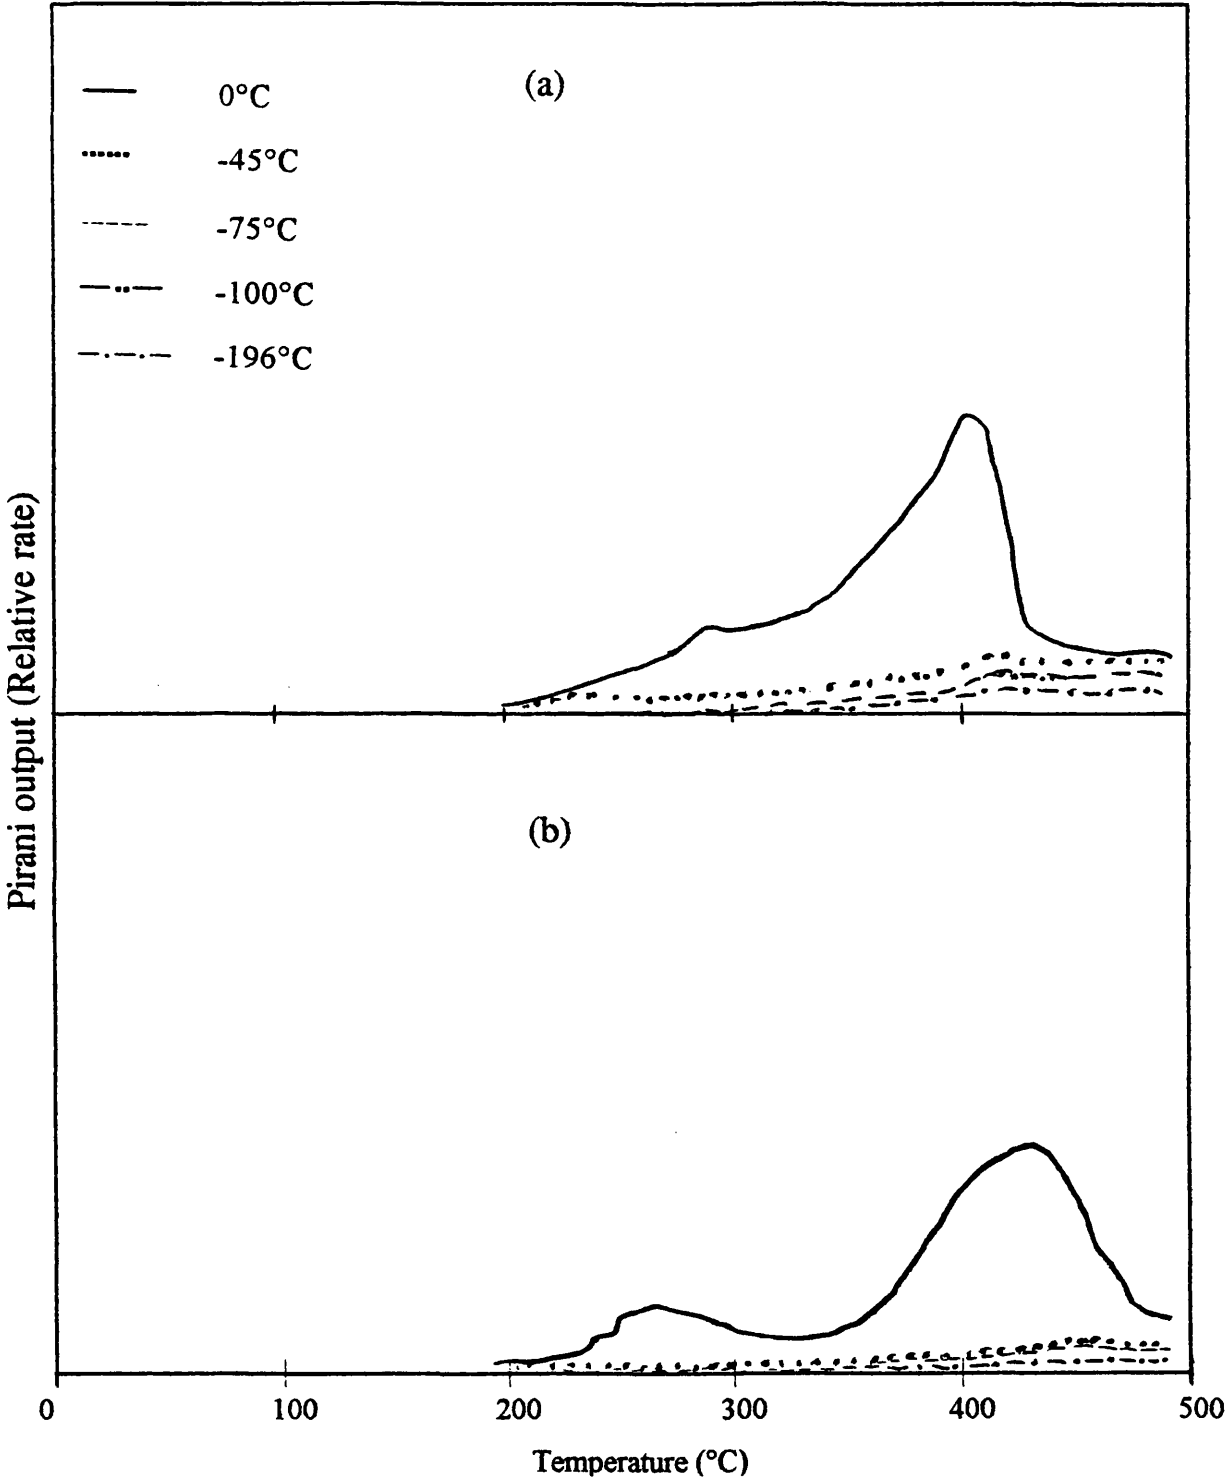 (a)
0°C
-45°C
-75°C
-100°C
-196°C
Pirani output (Relative rate)
(b)
0 100 200 300 400 500
Temperature (°C)